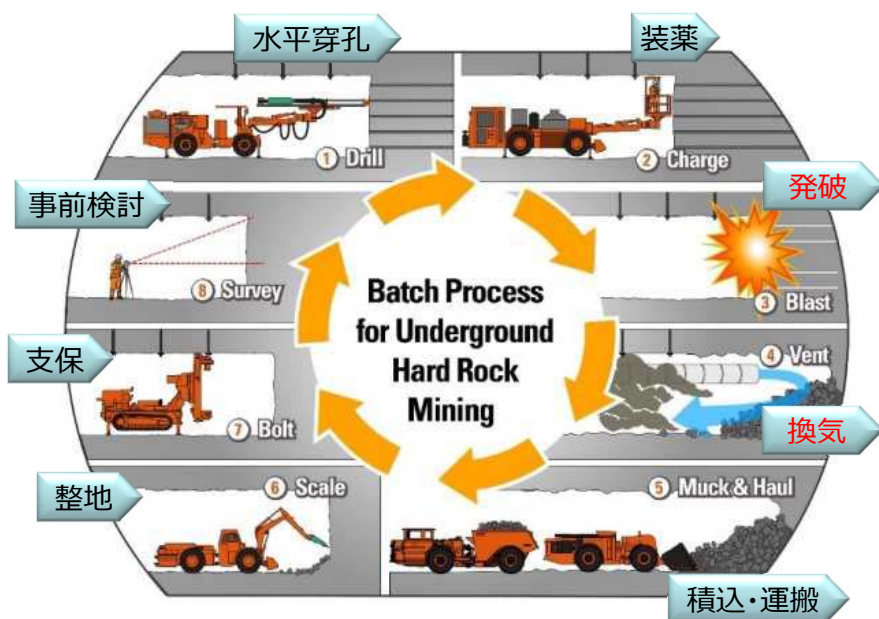 水平穿孔
装薬
① Drill
② Charge
事前検討
発破
⑧ Survey
③ Blast
Batch Process
for Underground
Hard Rock
Mining
支保
④ Vent
⑦ Bolt
換気
整地
⑥ Scale
⑤ Muck & Haul
積込・運搬